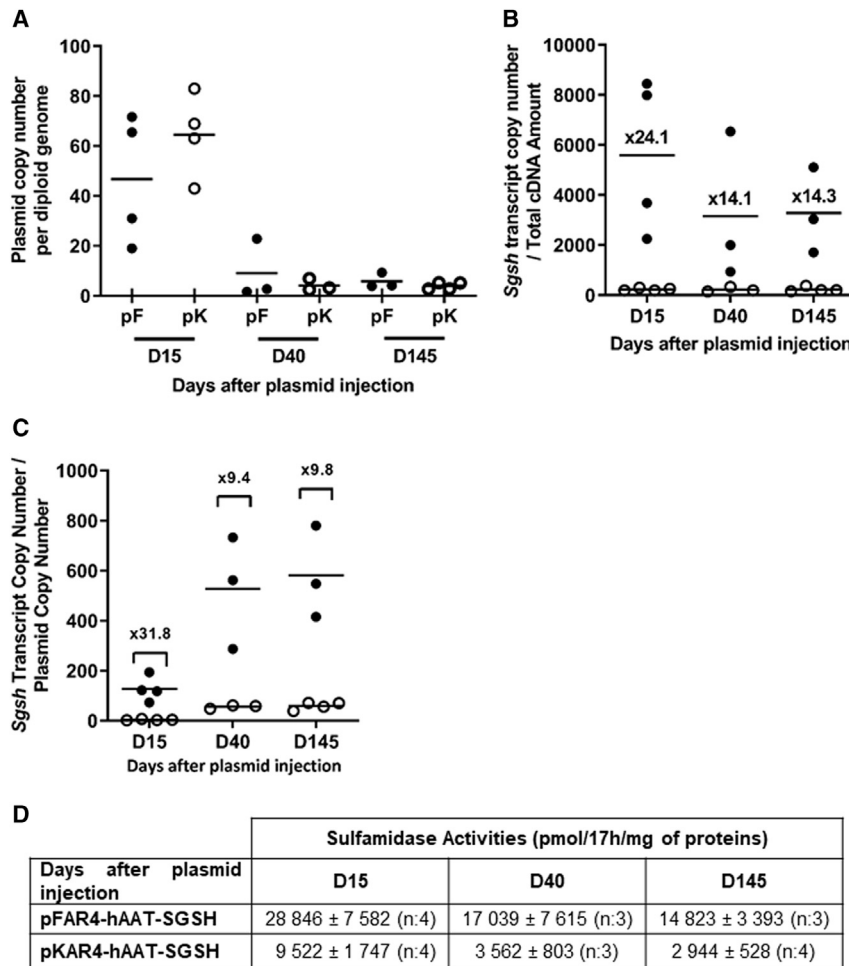 A
Plasmid copy number
per diploid genome
100
80
60
40
20
0
pF pK pF pK pF pK
D15 D40 D145
Days after plasmid injection
B
Sgsh transcript copy number
/ Total cDNA Amount
10000
8000
6000
4000
2000
0
x24.1
x14.1 x14.3
D15 D40 D145
Days after plasmid injection
C
Sgsh Transcript Copy Number /
Plasmid Copy Number
1000
800
600
400
200
0
x31.8
x9.4
x9.8
D15 D40 D145
Days after plasmid injection
D
Sulfamidase Activities (pmol/17h/mg of proteins)
Days after plasmid
injection
D15 D40 D145
pFAR4-hAAT-SGSH 28 846 ± 7 582 (n:4) 17 039 ± 7 615 (n:3) 14 823 ± 3 393 (n:3)
pKAR4-hAAT-SGSH 9 522 ± 1 747 (n:4) 3 562 ± 803 (n:3) 2 944 ± 528 (n:4)